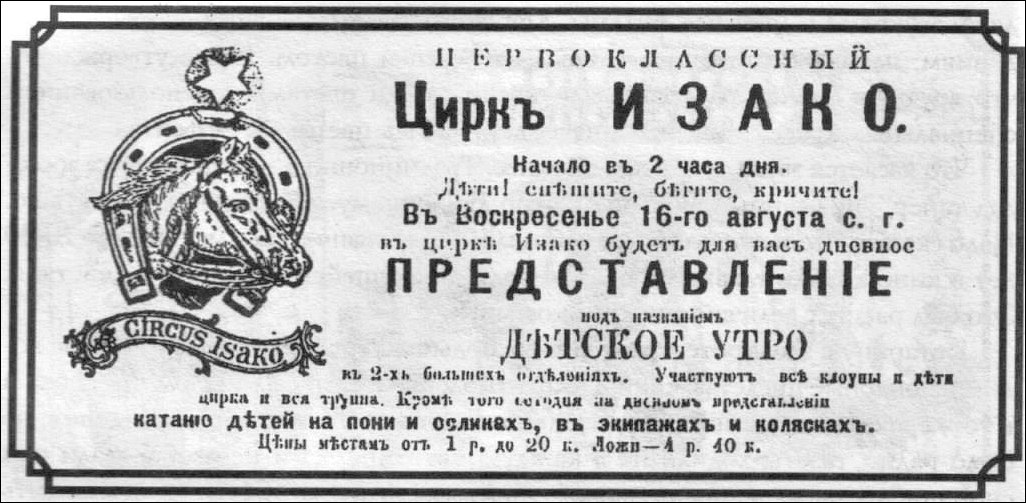 ПЕРВОКЛАССНЫЙ
Циркъ ИЗАКО.
Начало въ 2 часа дня.
Дѣти! спѣшите, бѣгите, кричите!
Въ Воскресенье 16-го августа с. г.
въ циркѣ Изако будетъ для васъ дневное
ПРЕДСТАВЛЕНІЕ
подъ названіемъ
ДѢТСКОЕ УТРО
въ 2-хъ большихъ отдѣленіяхъ. Участвуютъ всѣ клоуны и дѣти
цирка и вся труппа. Кромѣ того сегодня на дневномъ представленіи
катаніе дѣтей на пони и осликахъ, въ экипажахъ и коляскахъ.
Цѣны мѣстамъ отъ 1 р. до 20 к. Ложи—4 р. 40 к.
CIRCUS ISAKO.